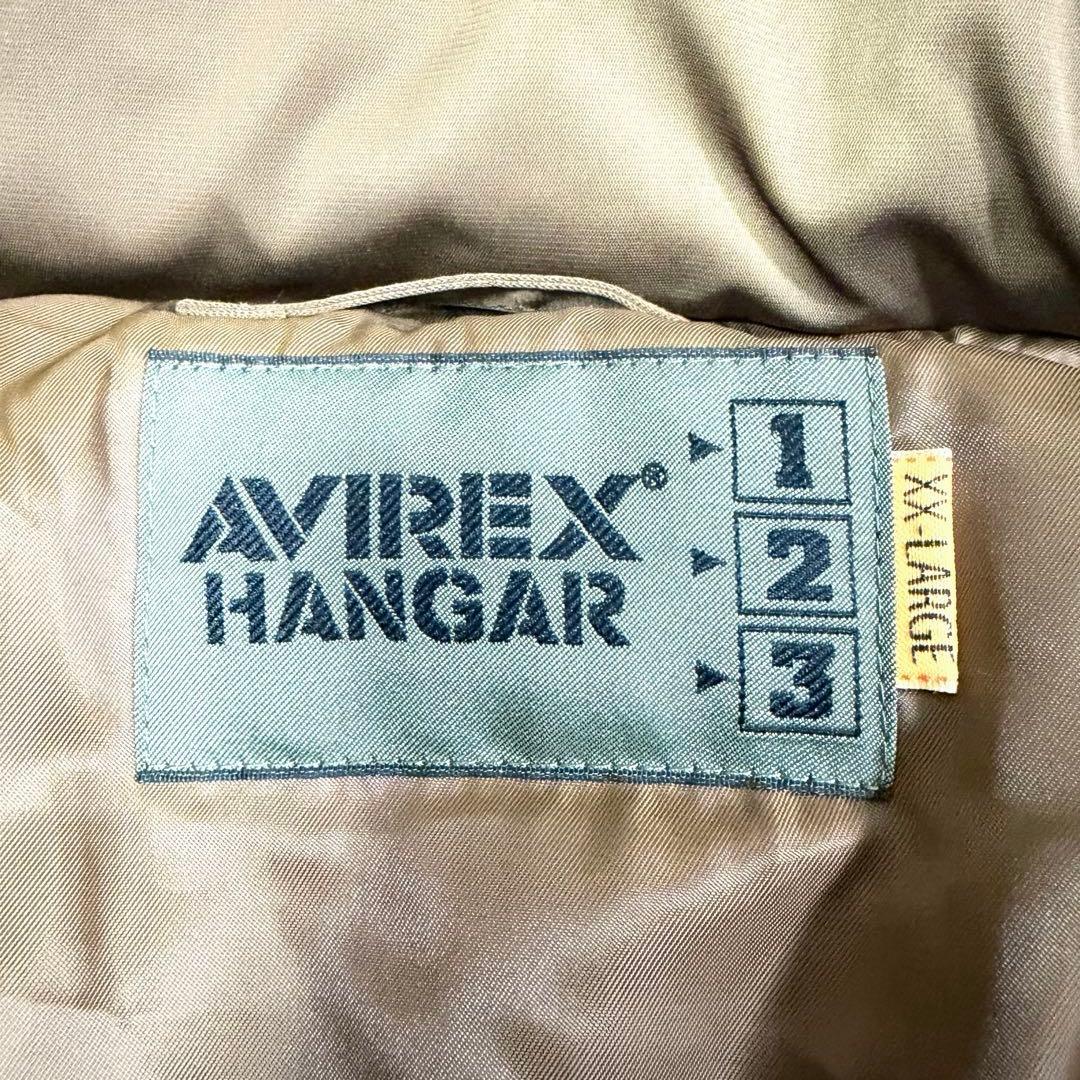 AVIREX®
HANGAR
1
2
3
XX-LARGE